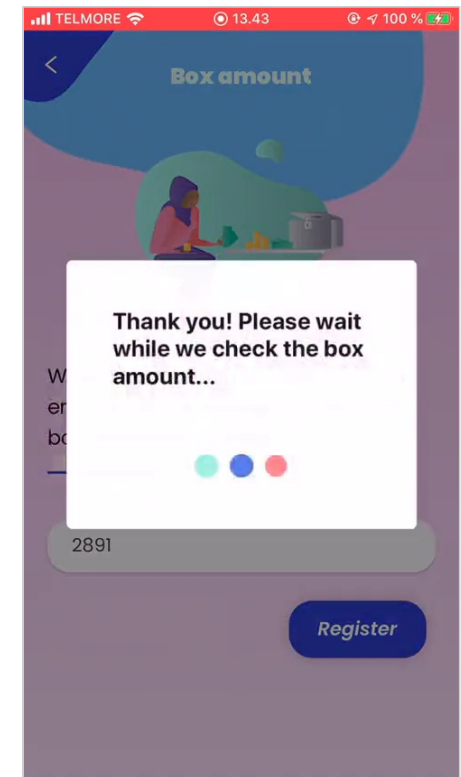 TELMORE 13.43 100 %
Box amount
Thank you! Please wait
while we check the box
amount...
2891
Register